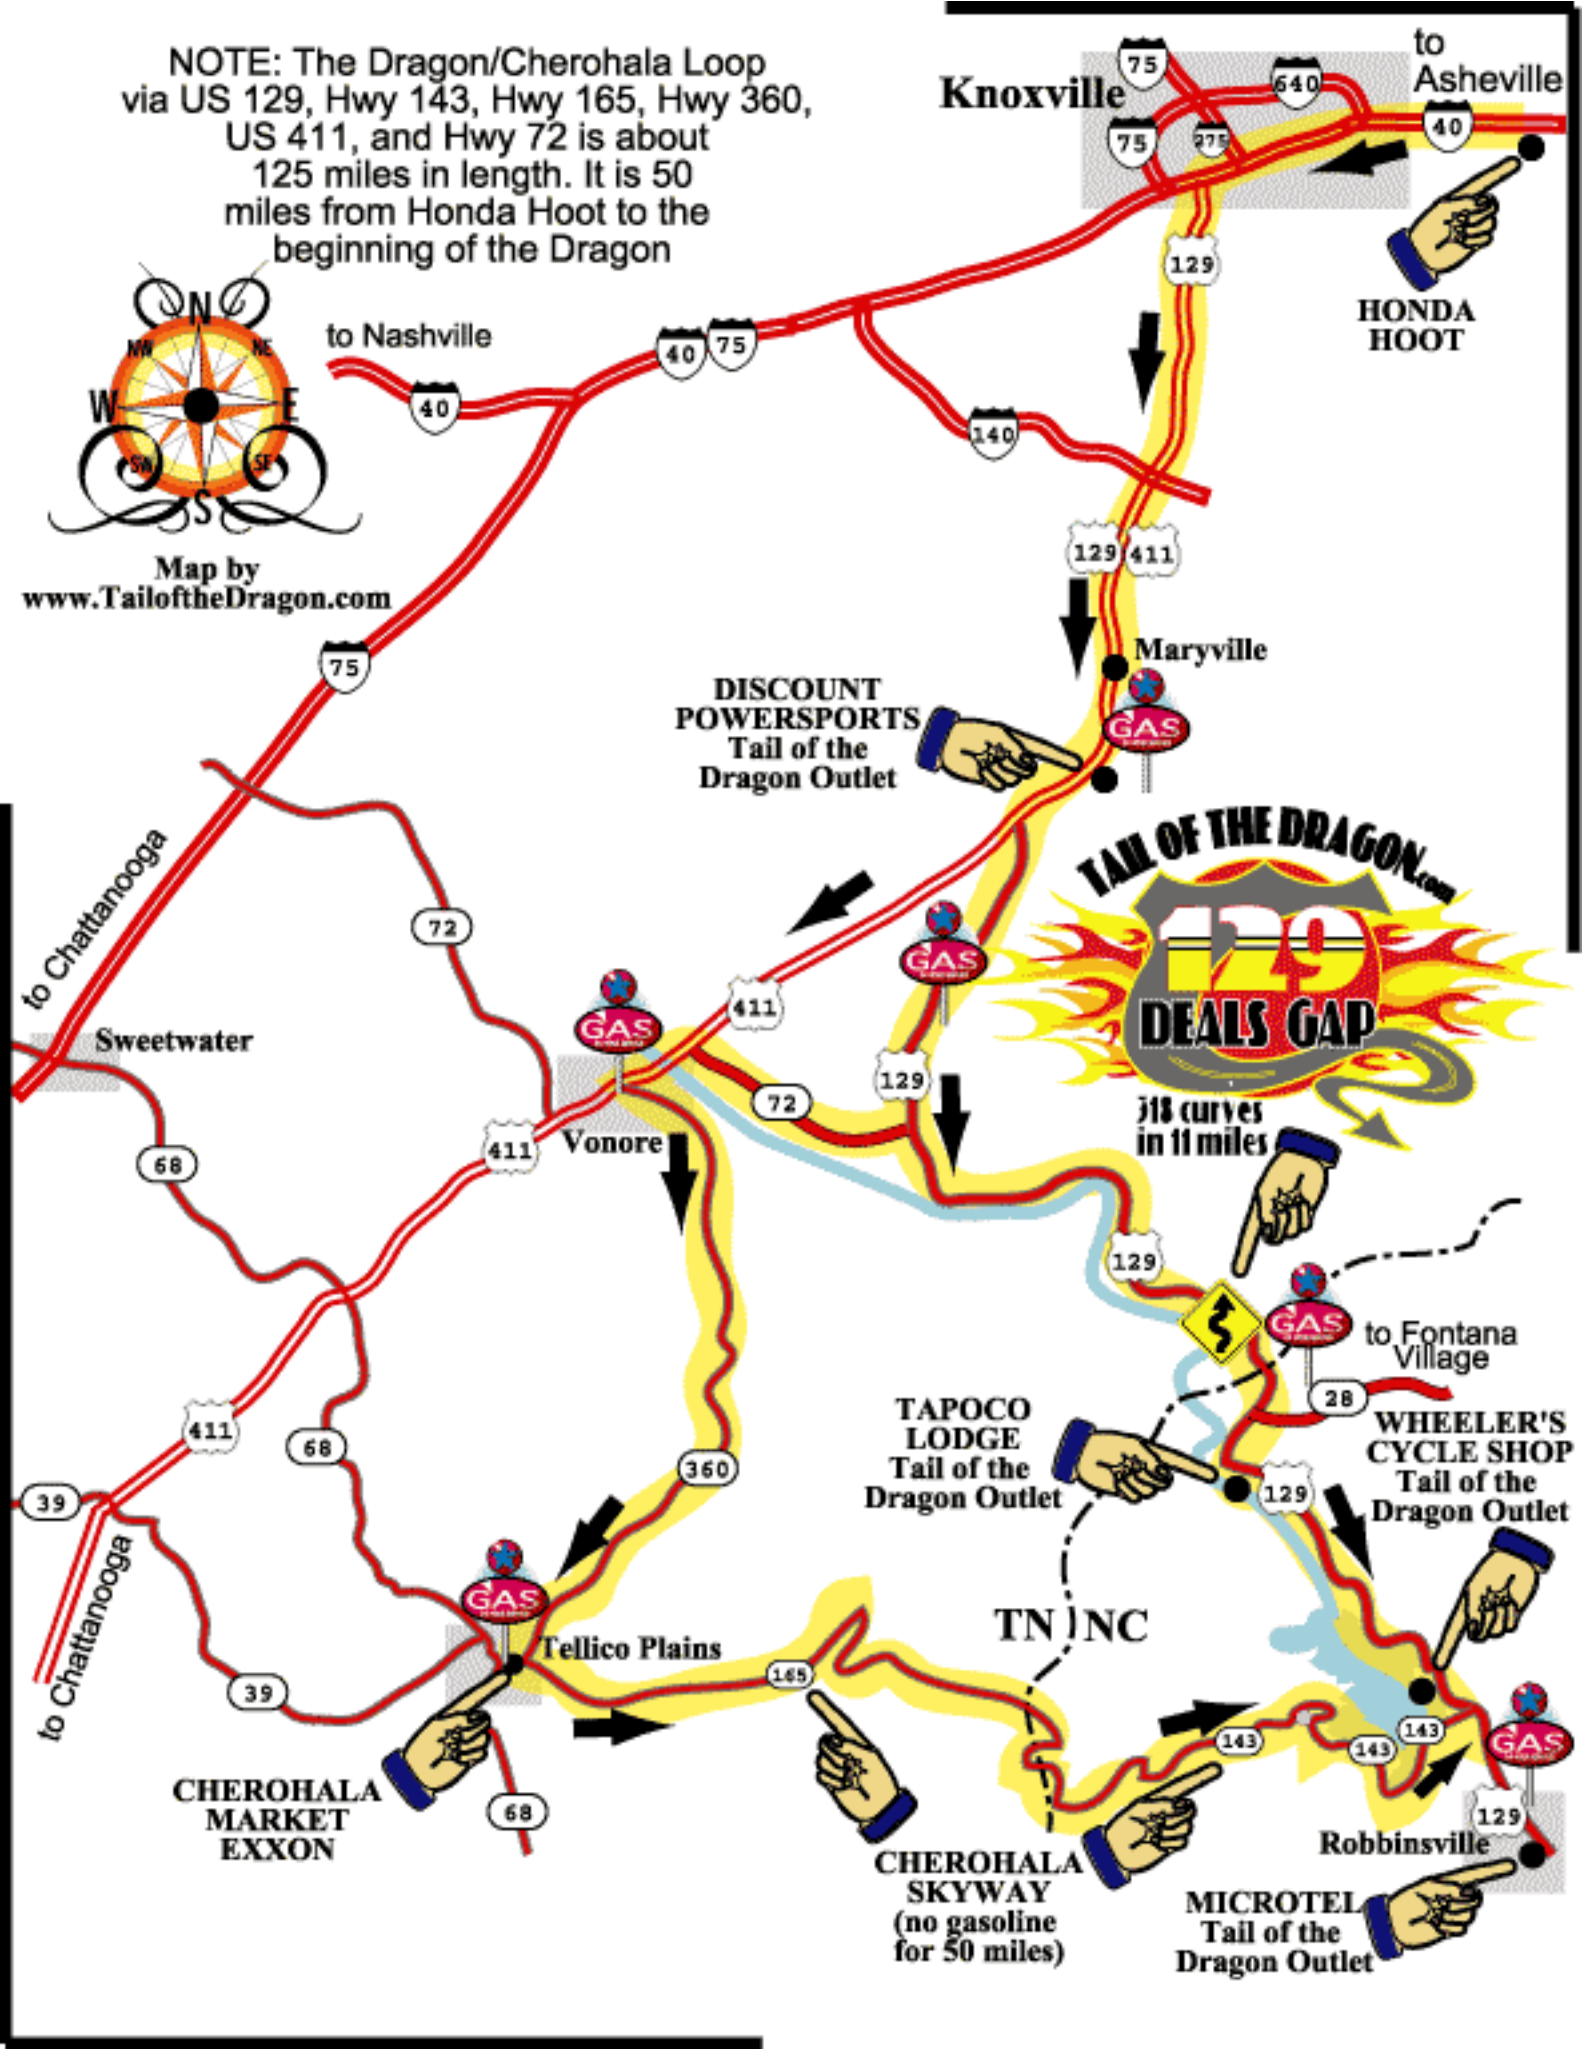 NOTE: The Dragon/Cherohala Loop
via US 129, Hwy 143, Hwy 165, Hwy 360,
US 411, and Hwy 72 is about
125 miles in length. It is 50
miles from Honda Hoot to the
beginning of the Dragon
Knoxville
75
640
to
Asheville
40
75
275
129
HONDA
HOOT
N
NW
NE
W
E
SW
SE
S
to Nashville
40
40
75
140
Map by
www.TailoftheDragon.com
129
411
75
Maryville
GAS
DISCOUNT
POWERSPORTS
Tail of the
Dragon Outlet
TAIL OF THE DRAGON.com
129
DEALS GAP
318 curves
in 11 miles
to Chattanooga
72
GAS
411
GAS
Sweetwater
129
72
Vonore
411
68
129
GAS
to Fontana
Village
28
TAPOCO
LODGE
Tail of the
Dragon Outlet
WHEELER'S
CYCLE SHOP
Tail of the
Dragon Outlet
411
68
360
39
129
to Chattanooga
GAS
TN
NC
Tellico Plains
165
39
143
143
143
GAS
CHEROHALA
MARKET
EXXON
68
129
Robbinsville
CHEROHALA
SKYWAY
(no gasoline
for 50 miles)
MICROTEL
Tail of the
Dragon Outlet